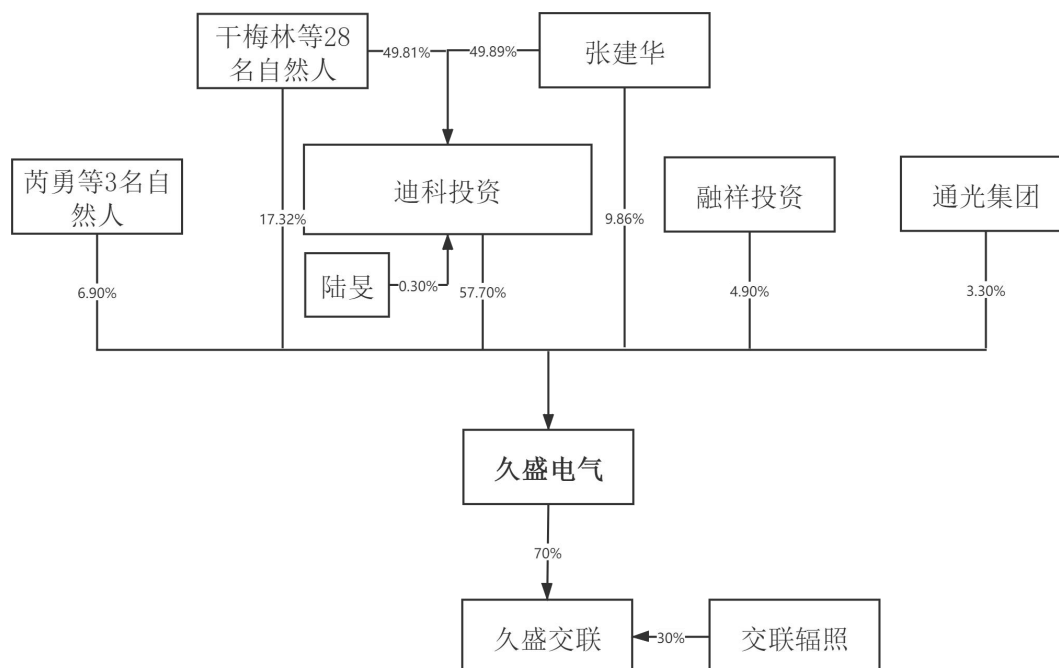 干梅林等28
名自然人
49.81%
49.89%
张建华
芮勇等3名自
然人
17.32%
迪科投资
9.86%
融祥投资
通光集团
6.90%
陆旻
0.30%
57.70%
4.90%
3.30%
久盛电气
70%
久盛交联
30%
交联辐照